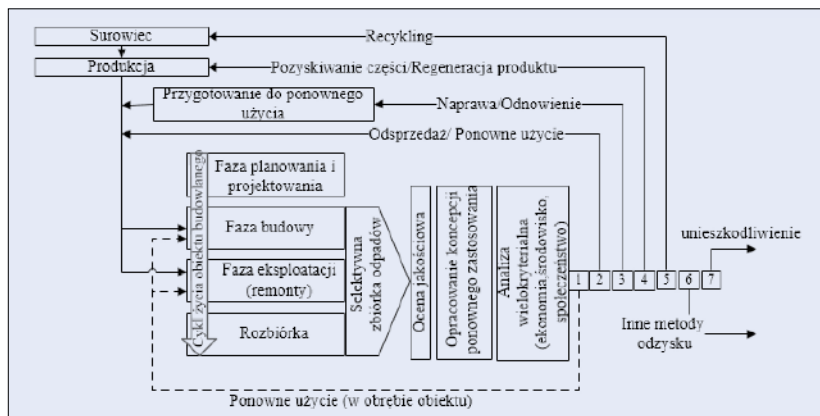 Surowiec
Recykling
Produkcja
Pozyskiwanie części/Regeneracja produktu
Przygotowanie do ponownego
użycia
Naprawa/Odnowienie
Odsprzedaż/ Ponowne użycie
Cykl życia obiektu budowlanego
Faza planowania i
projektowania
Faza budowy
Faza eksploatacji
(remonty)
Rozbiórka
Selektywna
zbiórka odpadów
Ocena jakościowa
Opracowanie koncepcji
ponownego zastosowania
Analiza
wielokryterialna
(ekonomia,środowisko,
społeczeństwo)
1 2 3 4 5 6 7
unieszkodliwienie
Inne metody
odzysku
Ponowne użycie (w obrębie obiektu)